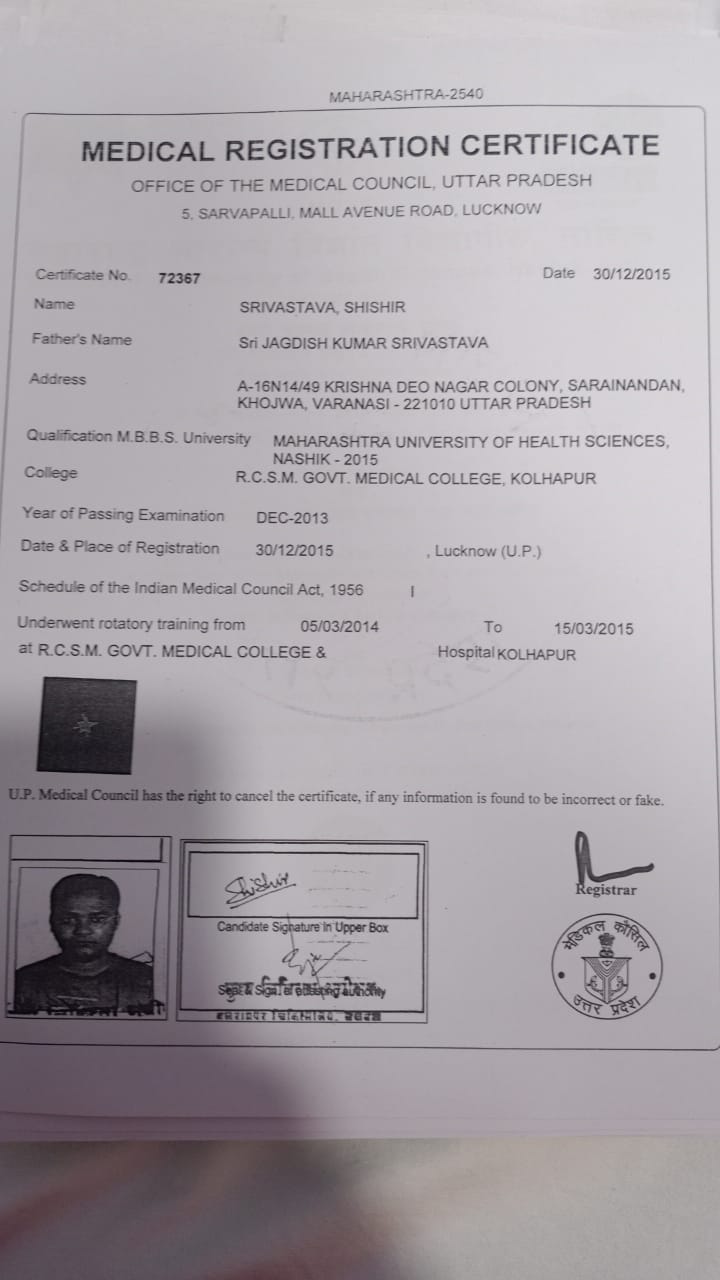 MAHARASHTRA-2540
MEDICAL REGISTRATION CERTIFICATE
OFFICE OF THE MEDICAL COUNCIL, UTTAR PRADESH
5, SARVAPALLI, MALL AVENUE ROAD, LUCKNOW
Certificate No. 72367 Date 30/12/2015
Name SRIVASTAVA, SHISHIR
Father's Name Sri JAGDISH KUMAR SRIVASTAVA
Address A-16N14/49 KRISHNA DEO NAGAR COLONY, SARAINANDAN,
KHOJWA, VARANASI - 221010 UTTAR PRADESH
Qualification M.B.B.S. University MAHARASHTRA UNIVERSITY OF HEALTH SCIENCES,
NASHIK - 2015
College R.C.S.M. GOVT. MEDICAL COLLEGE, KOLHAPUR
Year of Passing Examination DEC-2013
Date & Place of Registration 30/12/2015 , Lucknow (U.P.)
Schedule of the Indian Medical Council Act, 1956 I
Underwent rotatory training from 05/03/2014 To 15/03/2015
at R.C.S.M. GOVT. MEDICAL COLLEGE & Hospital KOLHAPUR
U.P. Medical Council has the right to cancel the certificate, if any information is found to be incorrect or fake.
Shishir
Candidate Signature in Upper Box
Registrar
मेडिकल कौंसिल
उत्तर प्रदेश